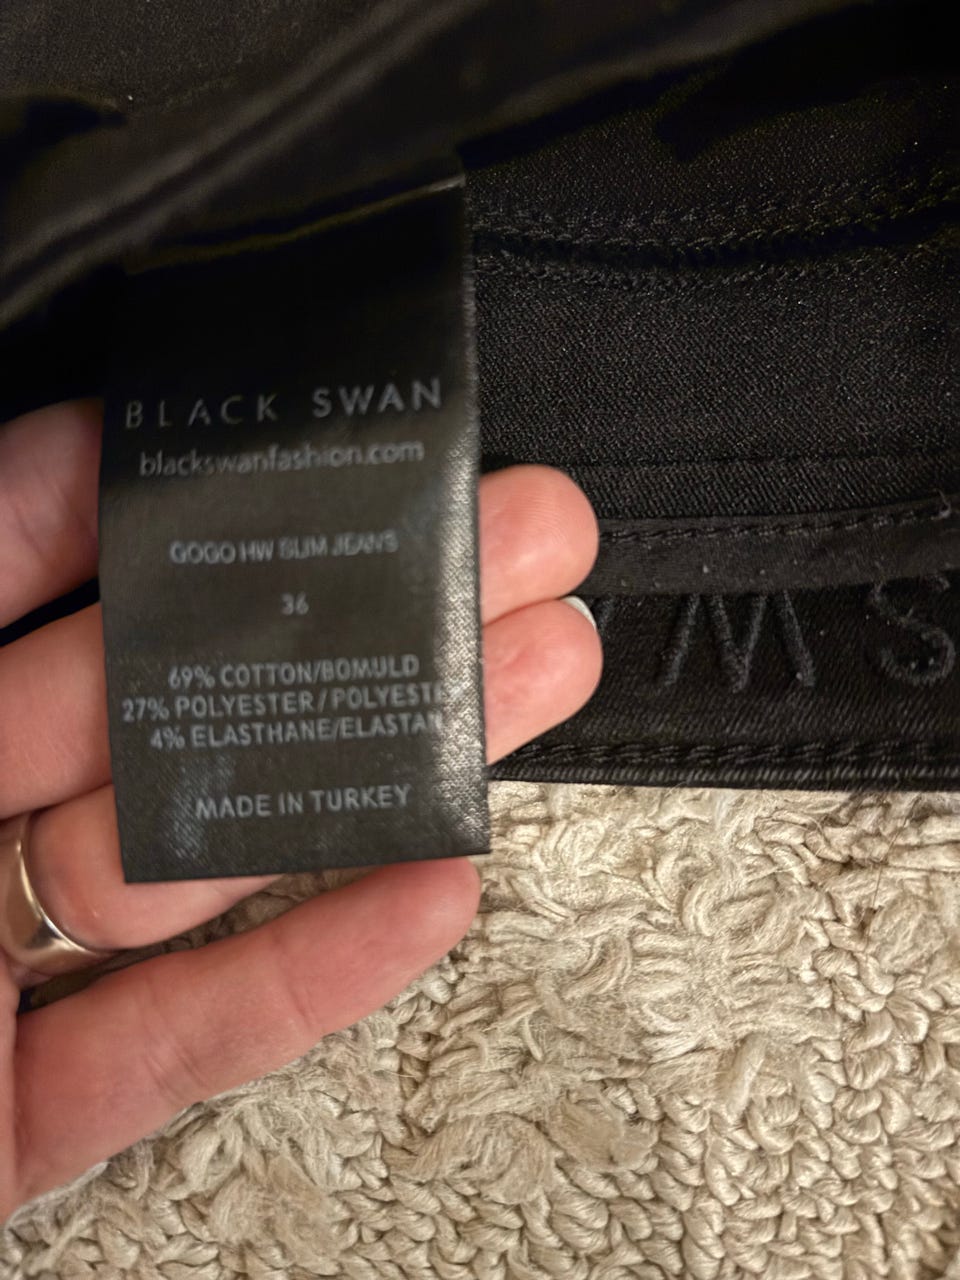 BLACK SWAN
blackswanfashion.com
GOGO HW SLIM JEANS
36
69% COTTON/BOMULD
27% POLYESTER/POLYESTE
4% ELASTHANE/ELASTAN
MADE IN TURKEY
SW